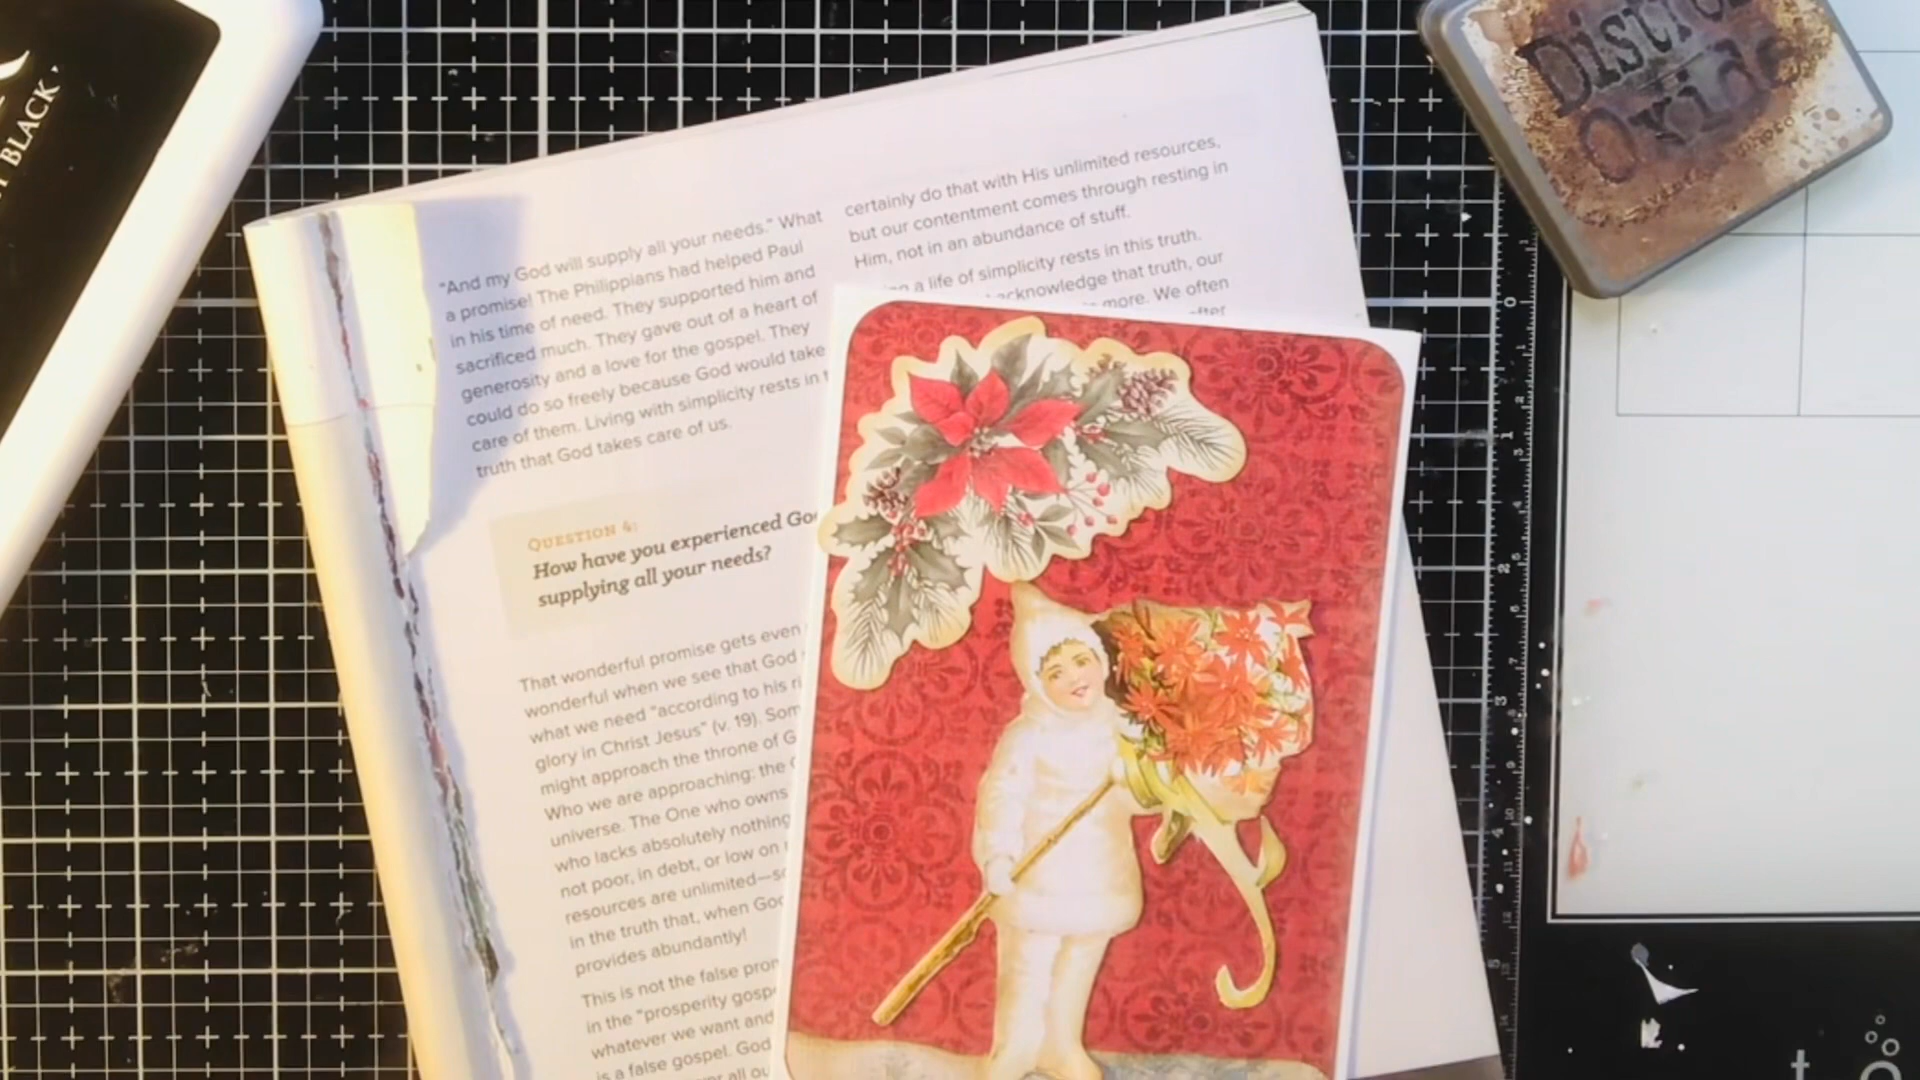 BLACK
Distress
Oxide
"And my God will supply all your needs." What
a promise! The Philippians had helped Paul
in his time of need. They supported him and
sacrificed much. They gave out of a heart of
generosity and a love for the gospel. They
could do so freely because God would take
care of them. Living with simplicity rests in
truth that God takes care of us.
QUESTION 4:
How have you experienced
supplying all your needs?
That wonderful promise gets even
wonderful when we see that God
what we need "according to his
glory in Christ Jesus" (v. 19).
might approach the throne of
Who we are approaching: the
universe. The One who owns
who lacks absolutely nothing
not poor, in debt, or low on
resources are unlimited—
in the truth that, when God
provides abundantly!
This is not the false
in the "prosperity
whatever we want and
is a false gospel. God
all
certainly do that with His unlimited resources,
but our contentment comes through resting in
Him, not in an abundance of stuff.
a life of simplicity rests in this truth.
acknowledge that truth, our
more. We often